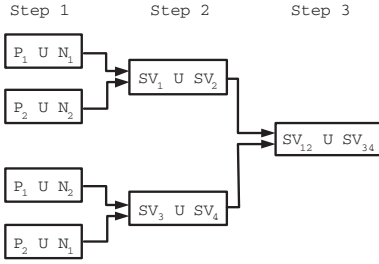 Step 1 Step 2 Step 3
P₁ U N₁
P₂ U N₂
SV₁ U SV₂
SV₁₂ U SV₃₄
P₁ U N₂
P₂ U N₁
SV₃ U SV₄